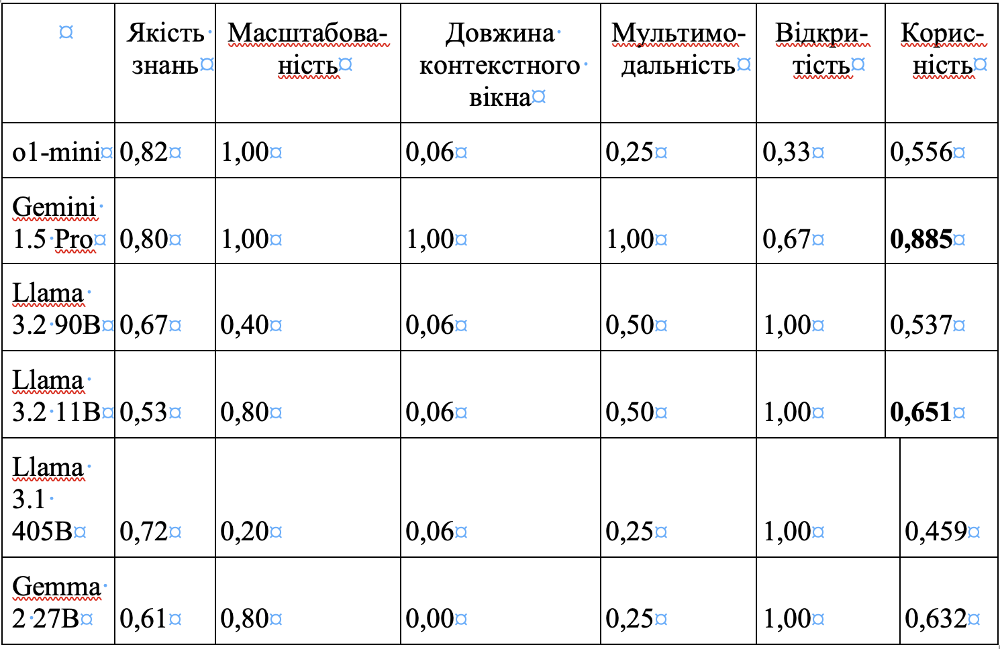 Якість знань
Масштабова-ність
Довжина контекстного вікна
Мультимо-дальність
Відкри-тість
Корис-ність
o1-mini 0,82 1,00 0,06 0,25 0,33 0,556
Gemini
1.5 Pro 0,80 1,00 1,00 1,00 0,67 0,885
Llama
3.2 90B 0,67 0,40 0,06 0,50 1,00 0,537
Llama
3.2 11B 0,53 0,80 0,06 0,50 1,00 0,651
Llama
3.1
405B 0,72 0,20 0,06 0,25 1,00 0,459
Gemma
2 27B 0,61 0,80 0,00 0,25 1,00 0,632